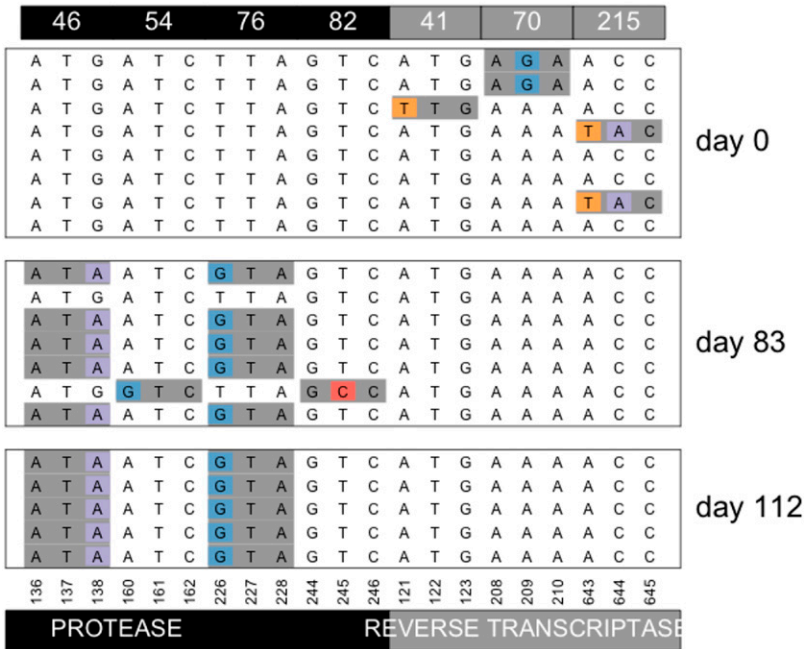 46 54 76 82 41 70 215
A T G A T C T T A G T C A T G A G A A C C
A T G A T C T T A G T C A T G A G A A C C
A T G A T C T T A G T C T T G A A A A C C
A T G A T C T T A G T C A T G A A A T A C
day 0
A T G A T C T T A G T C A T G A A A A C C
A T G A T C T T A G T C A T G A A A A C C
A T G A T C T T A G T C A T G A A A T A C
A T G A T C T T A G T C A T G A A A A C C
A T A A T C G T A G T C A T G A A A A C C
A T G A T C T T A G T C A T G A A A A C C
A T A A T C G T A G T C A T G A A A A C C
A T A A T C G T A G T C A T G A A A A C C
day 83
A T A A T C G T A G T C A T G A A A A C C
A T G G T C T T A G C C A T G A A A A C C
A T A A T C G T A G T C A T G A A A A C C
A T A A T C G T A G T C A T G A A A A C C
A T A A T C G T A G T C A T G A A A A C C
A T A A T C G T A G T C A T G A A A A C C
day 112
A T A A T C G T A G T C A T G A A A A C C
A T A A T C G T A G T C A T G A A A A C C
136 137 138 160 161 162 226 227 228 244 245 246 121 122 123 208 209 210 643 644 645
PROTEASE REVERSE TRANSCRIPTASE